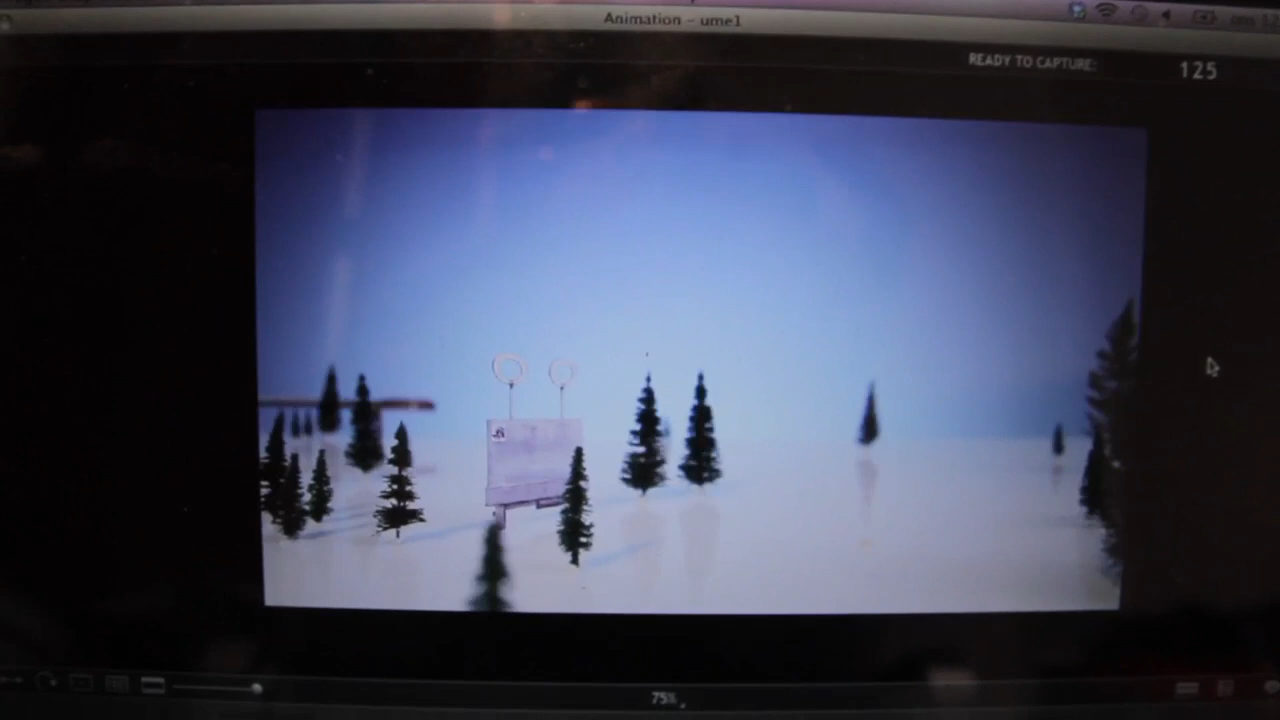 Animation – ume1
READY TO CAPTURE:
125
75%